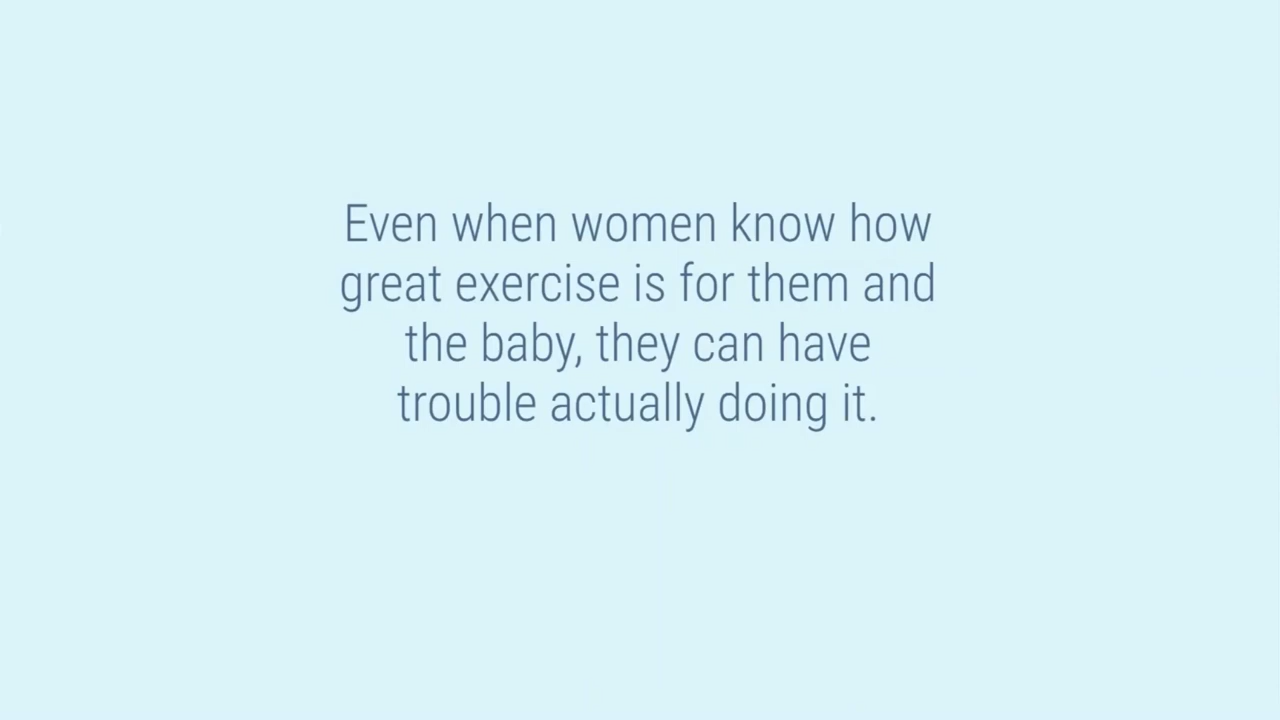 Even when women know how
great exercise is for them and
the baby, they can have
trouble actually doing it.